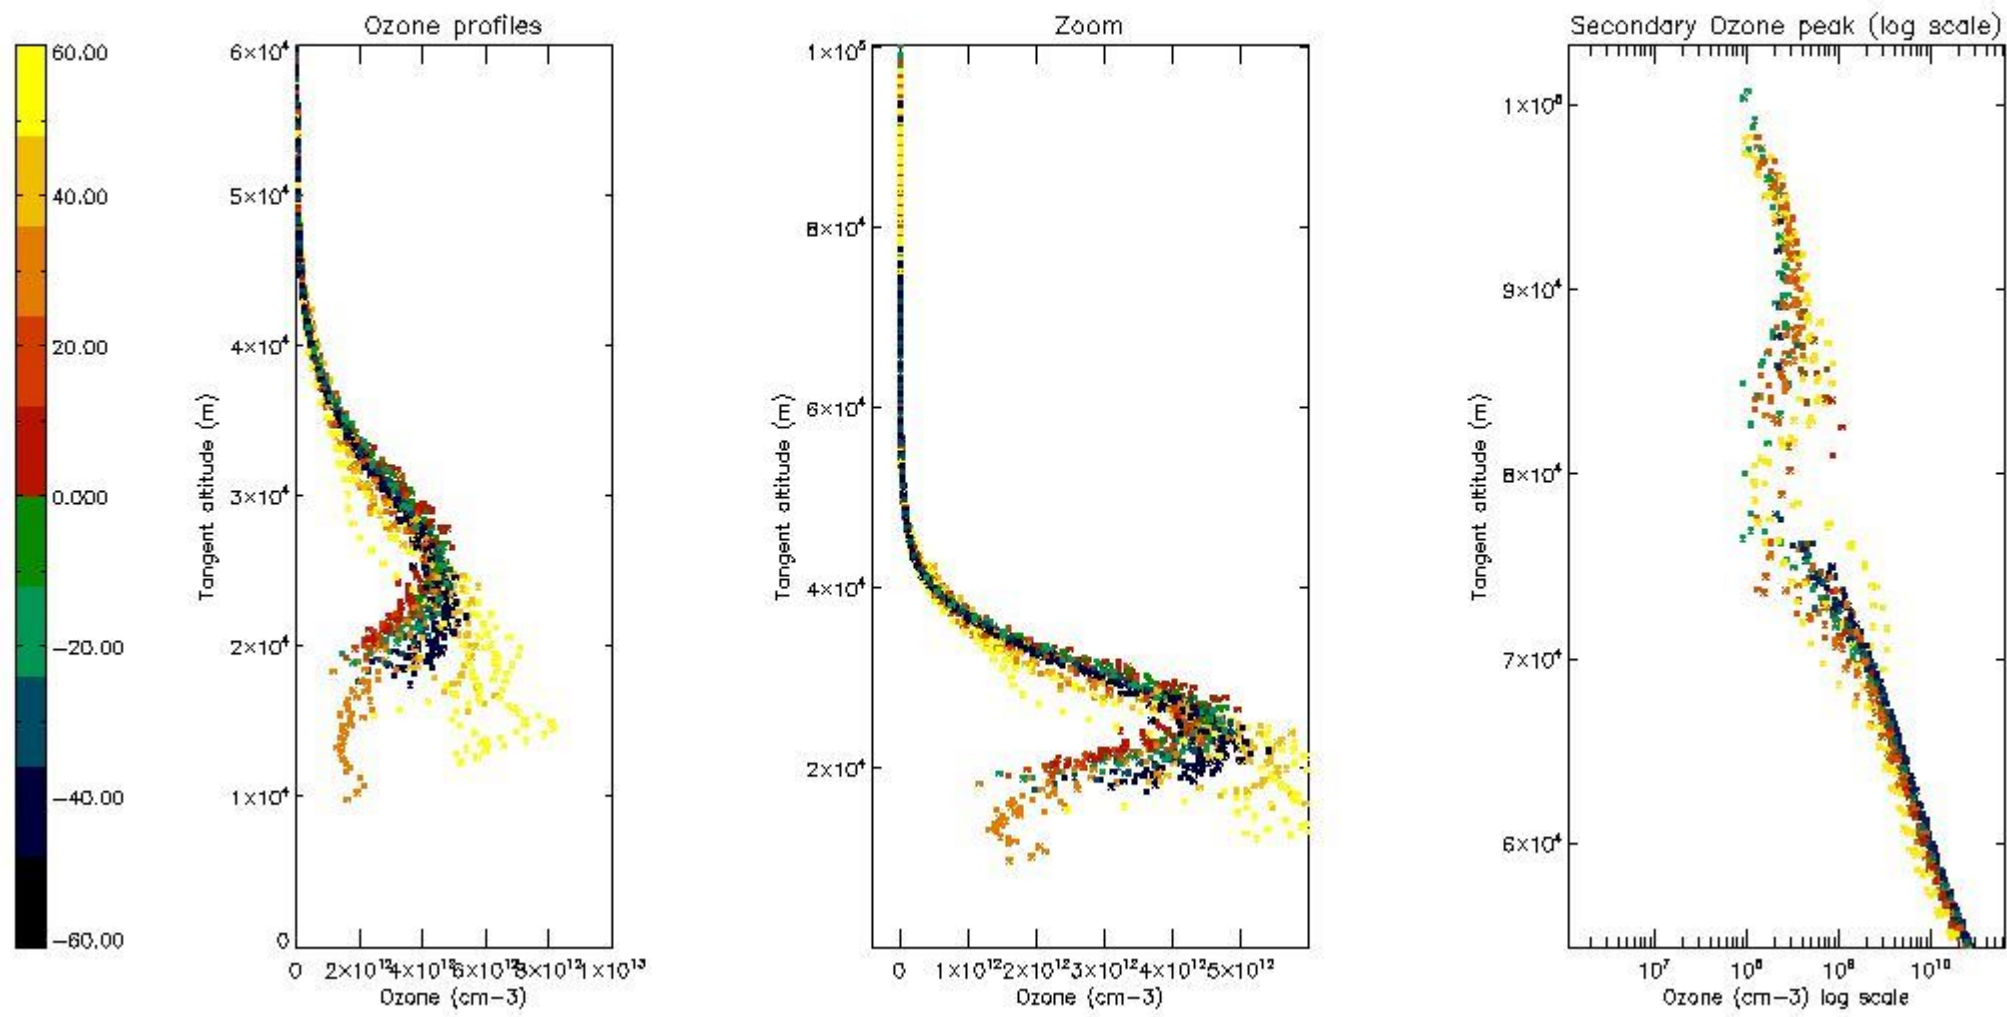 Ozone profiles
Zoom
Secondary Ozone peak (log scale)
60.00
40.00
20.00
0.000
-20.00
-40.00
-60.00
6×10⁴
5×10⁴
4×10⁴
3×10⁴
2×10⁴
1×10⁴
0
Tangent altitude (m)
0 2×10¹² 4×10¹² 6×10¹² 8×10¹² 1×10¹³
Ozone (cm-3)
1×10⁵
8×10⁴
6×10⁴
4×10⁴
2×10⁴
Tangent altitude (m)
0 1×10¹² 2×10¹² 3×10¹² 4×10¹² 5×10¹²
Ozone (cm-3)
1×10⁵
9×10⁴
8×10⁴
7×10⁴
6×10⁴
Tangent altitude (m)
10⁷ 10⁸ 10⁹ 10¹⁰
Ozone (cm-3) log scale